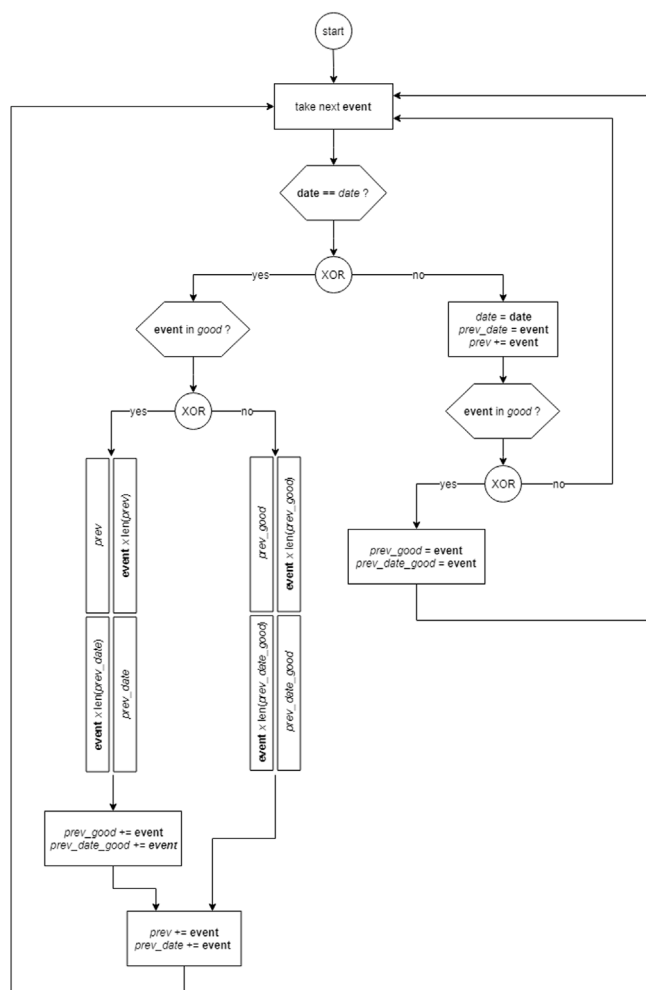 start
take next event
date == date ?
yes
XOR
no
event in good ?
date = date
prev_date = event
prev += event
yes
XOR
no
event in good ?
prev
event x len(prev)
prev_good
event x len(prev_good)
yes
XOR
no
prev_good = event
prev_date_good = event
event x len(prev_date)
prev_date
event x len(prev_date_good)
prev_date_good
prev_good += event
prev_date_good += event
prev += event
prev_date += event